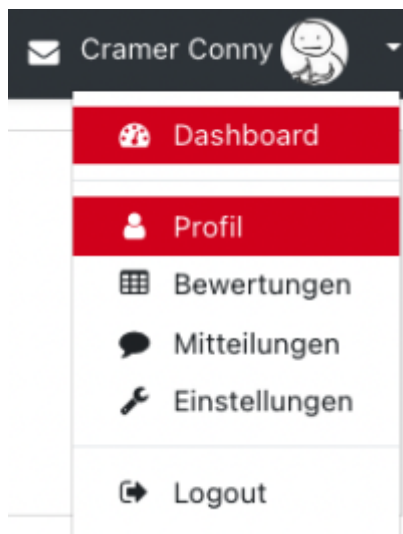 Cramer Conny
Dashboard
Profil
Bewertungen
Mitteilungen
Einstellungen
Logout